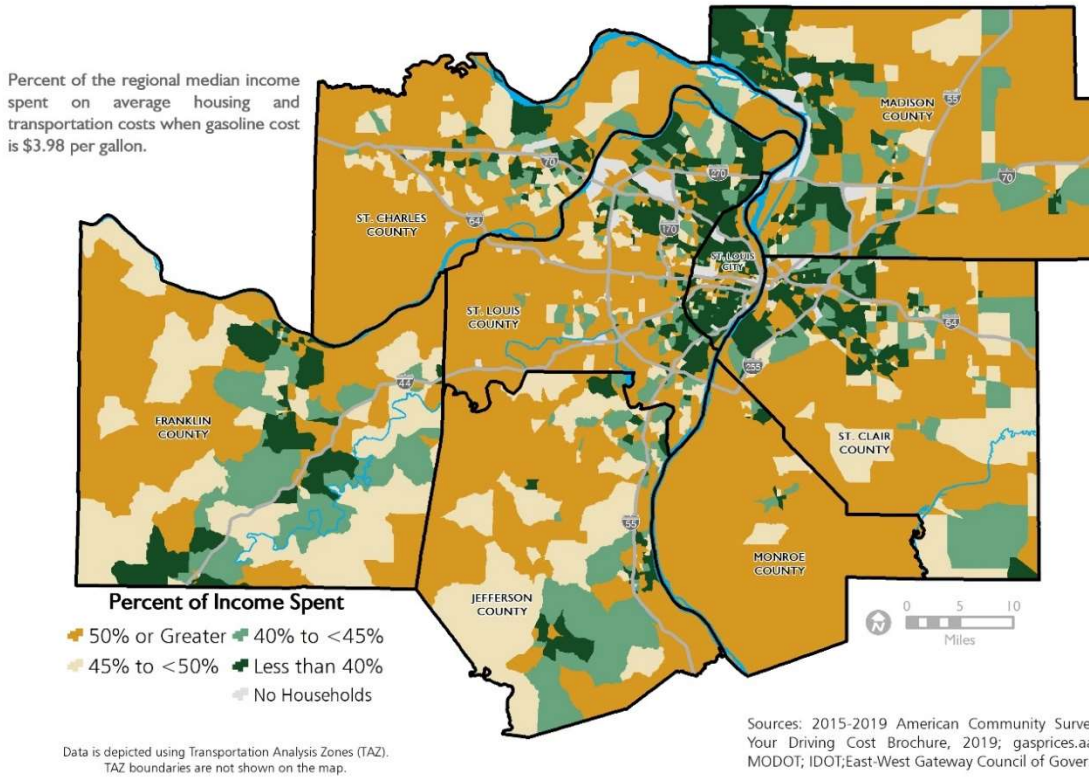 Percent of the regional median income
spent on average housing and
transportation costs when gasoline cost
is $3.98 per gallon.
MADISON
COUNTY
55
70
270
70
ST. CHARLES
COUNTY
64
170
ST. LOUIS
CITY
ST. LOUIS
COUNTY
64
255
44
FRANKLIN
COUNTY
ST. CLAIR
COUNTY
55
MONROE
COUNTY
JEFFERSON
COUNTY
Percent of Income Spent
50% or Greater 40% to <45%
45% to <50% Less than 40%
No Households
N
0 5 10
Miles
Data is depicted using Transportation Analysis Zones (TAZ).
TAZ boundaries are not shown on the map.
Sources: 2015-2019 American Community Surve
Your Driving Cost Brochure, 2019; gasprices.aa
MODOT; IDOT;East-West Gateway Council of Gover